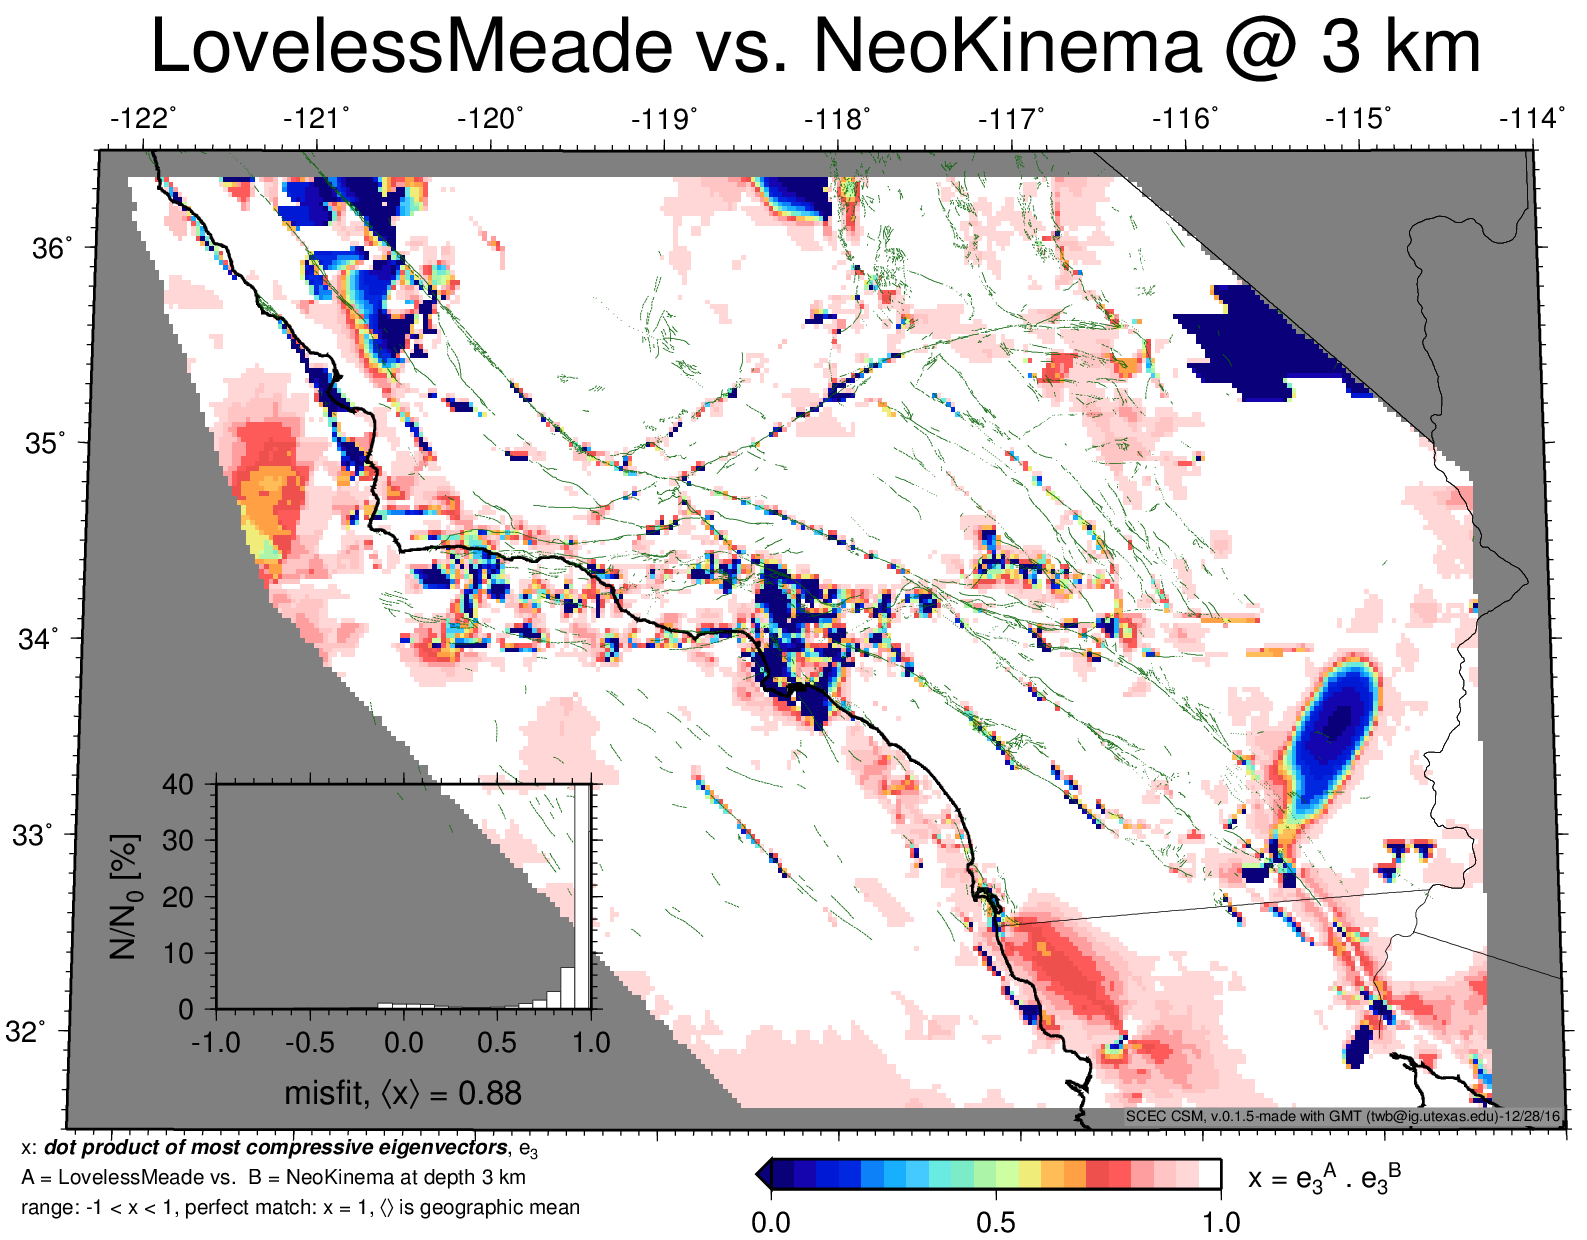 LovelessMeade vs. NeoKinema @ 3 km
-122° -121° -120° -119° -118° -117° -116° -115° -114°
36°
35°
34°
33°
32°
40
30
20
10
0
N/N0 [%]
-1.0 -0.5 0.0 0.5 1.0
misfit, ⟨x⟩ = 0.88
SCEC CSM, v.0.1.5-made with GMT (twb@ig.utexas.edu)-12/28/16
x: dot product of most compressive eigenvectors, e3
A = LovelessMeade vs. B = NeoKinema at depth 3 km
range: -1 < x < 1, perfect match: x = 1, ⟨⟩ is geographic mean
x = e3^A . e3^B
0.0 0.5 1.0